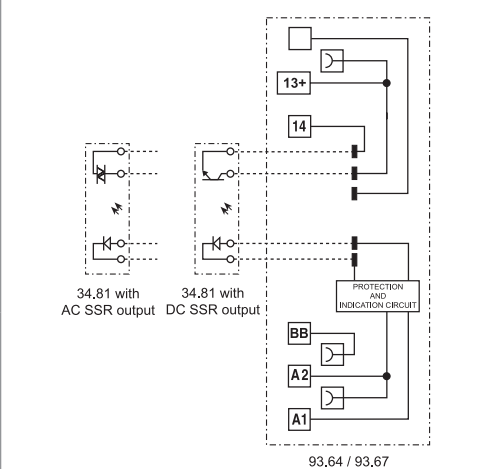 13+
14
34.81 with
AC SSR output
34.81 with
DC SSR output
PROTECTION
AND
INDICATION CIRCUIT
BB
A2
A1
93.64 / 93.67